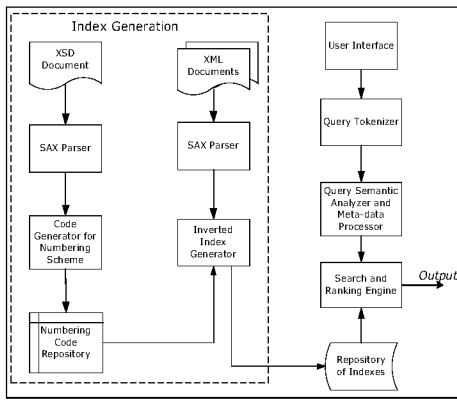 Index Generation
XSD
Document
XML
Documents
User Interface
SAX Parser
SAX Parser
Query Tokenizer
Code
Generator for
Numbering
Scheme
Inverted
Index
Generator
Query Semantic
Analyzer and
Meta-data
Processor
Search and
Ranking Engine
Output
Numbering
Code
Repository
Repository
of Indexes